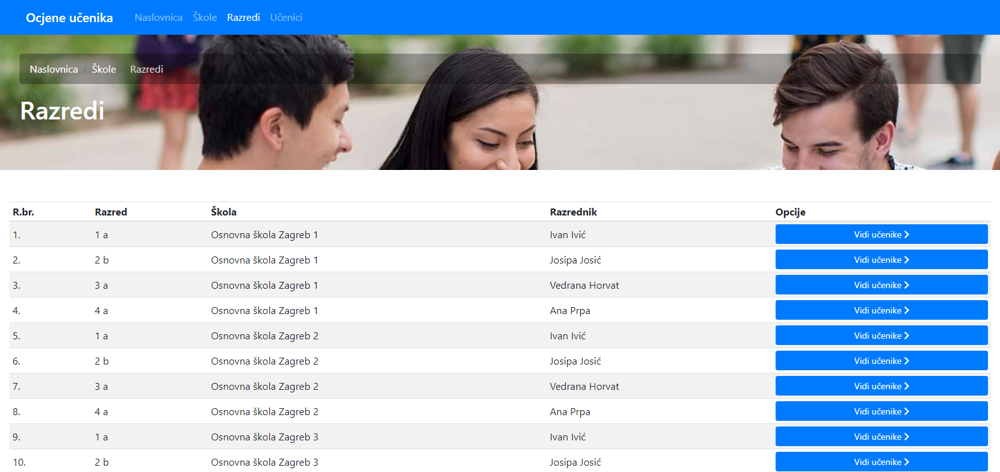 Ocjene učenika Naslovnica Škole Razredi Učenici
Naslovnica / Škole / Razredi
Razredi
R.br. Razred Škola Razrednik Opcije
1. 1 a Osnovna škola Zagreb 1 Ivan Ivić Vidi učenike
2. 2 b Osnovna škola Zagreb 1 Josipa Josić Vidi učenike
3. 3 a Osnovna škola Zagreb 1 Vedrana Horvat Vidi učenike
4. 4 a Osnovna škola Zagreb 1 Ana Prpa Vidi učenike
5. 1 a Osnovna škola Zagreb 2 Ivan Ivić Vidi učenike
6. 2 b Osnovna škola Zagreb 2 Josipa Josić Vidi učenike
7. 3 a Osnovna škola Zagreb 2 Vedrana Horvat Vidi učenike
8. 4 a Osnovna škola Zagreb 2 Ana Prpa Vidi učenike
9. 1 a Osnovna škola Zagreb 3 Ivan Ivić Vidi učenike
10. 2 b Osnovna škola Zagreb 3 Josipa Josić Vidi učenike